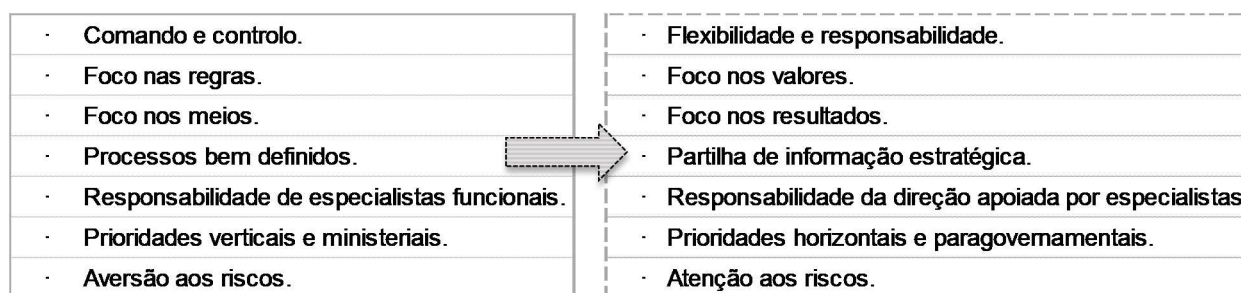 · Comando e controlo.
· Foco nas regras.
· Foco nos meios.
· Processos bem definidos.
· Responsabilidade de especialistas funcionais.
· Prioridades verticais e ministeriais.
· Aversão aos riscos.
· Flexibilidade e responsabilidade.
· Foco nos valores.
· Foco nos resultados.
· Partilha de informação estratégica.
· Responsabilidade da direção apoiada por especialistas
· Prioridades horizontais e paragovernamentais.
· Atenção aos riscos.